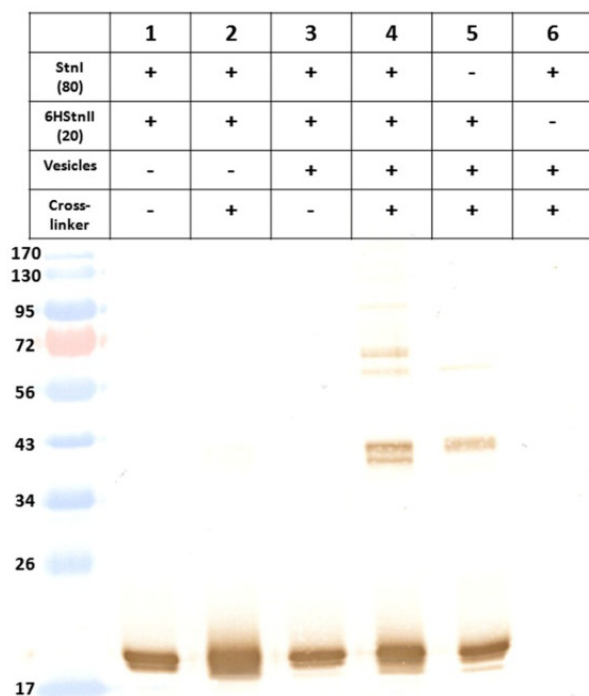 1 2 3 4 5 6
StnI
(80)
+ + + + - +
6HStnII
(20)
+ + + + + -
Vesicles
- - + + + +
Cross-
linker
- + - + + +
170
130
95
72
56
43
34
26
17